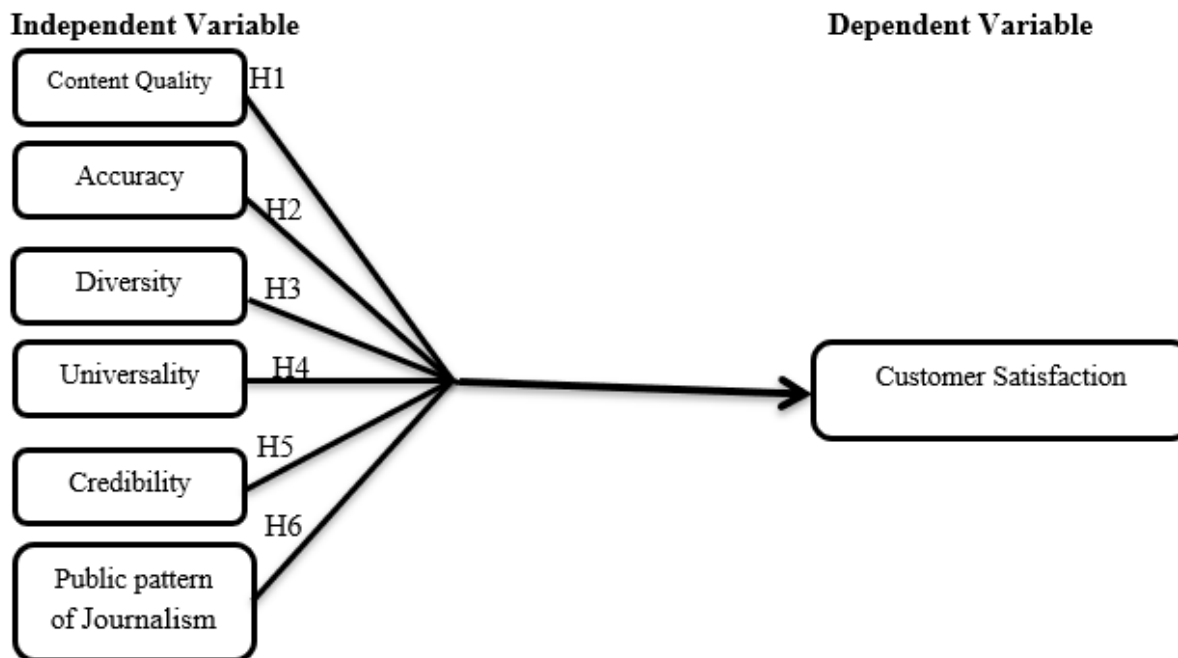 Independent Variable
Dependent Variable
Content Quality
H1
Accuracy
H2
Diversity
H3
Universality
H4
Customer Satisfaction
Credibility
H5
Public pattern
of Journalism
H6